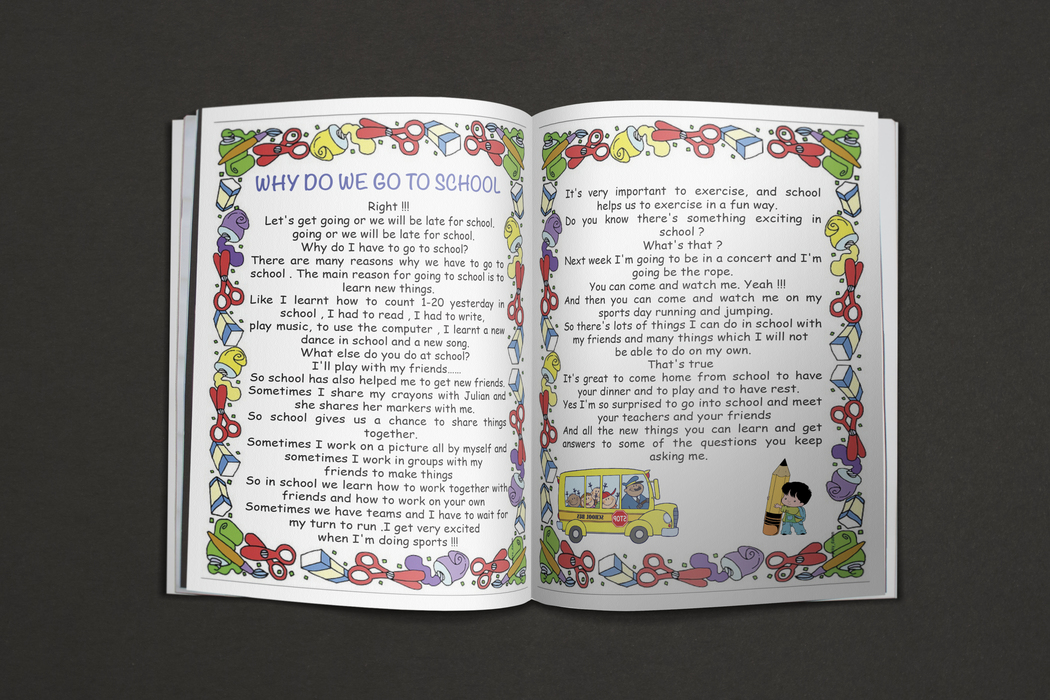 WHY DO WE GO TO SCHOOL
Right !!!
Let's get going or we will be late for school.
going or we will be late for school.
Why do I have to go to school?
There are many reasons why we have to go to
school . The main reason for going to school is to
learn new things.
Like I learnt how to count 1-20 yesterday in
school , I had to read , I had to write,
play music, to use the computer , I learnt a new
dance in school and a new song.
What else do you do at school?
I'll play with my friends......
So school has also helped me to get new friends.
Sometimes I share my crayons with Julian and
she shares her markers with me.
So school gives us a chance to share things
together.
Sometimes I work on a picture all by myself and
sometimes I work in groups with my
friends to make things
So in school we learn how to work together with
friends and how to work on your own
Sometimes we have teams and I have to wait for
my turn to run .I get very excited
when I'm doing sports !!!
It's very important to exercise, and school
helps us to exercise in a fun way.
Do you know there's something exciting in
school ?
What's that ?
Next week I'm going to be in a concert and I'm
going be the rope.
You can come and watch me. Yeah !!!
And then you can come and watch me on my
sports day running and jumping.
So there's lots of things I can do in school with
my friends and many things which I will not
be able to do on my own.
That's true
It's great to come home from school to have
your dinner and to play and to have rest.
Yes I'm so surprised to go into school and meet
your teachers and your friends
And all the new things you can learn and get
answers to some of the questions you keep
asking me.
SCHOOL BUS
STOP